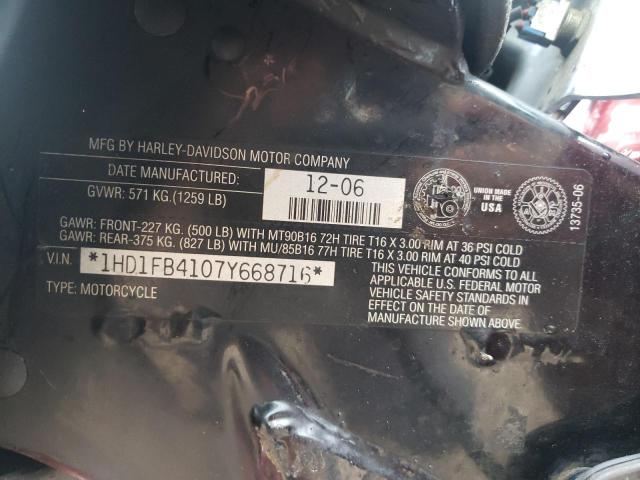 MFG BY HARLEY-DAVIDSON MOTOR COMPANY
DATE MANUFACTURED: 12-06
GVWR: 571 KG.(1259 LB)
UNION MADE IN THE USA
13735-06
GAWR: FRONT-227 KG. (500 LB) WITH MT90B16 72H TIRE T16 X 3.00 RIM AT 36 PSI COLD
GAWR: REAR-375 KG. (827 LB) WITH MU/85B16 77H TIRE T16 X 3.00 RIM AT 40 PSI COLD
V.I.N. *1HD1FB4107Y668716*
TYPE: MOTORCYCLE
THIS VEHICLE CONFORMS TO ALL
APPLICABLE U.S. FEDERAL MOTOR
VEHICLE SAFETY STANDARDS IN
EFFECT ON THE DATE OF
MANUFACTURE SHOWN ABOVE.